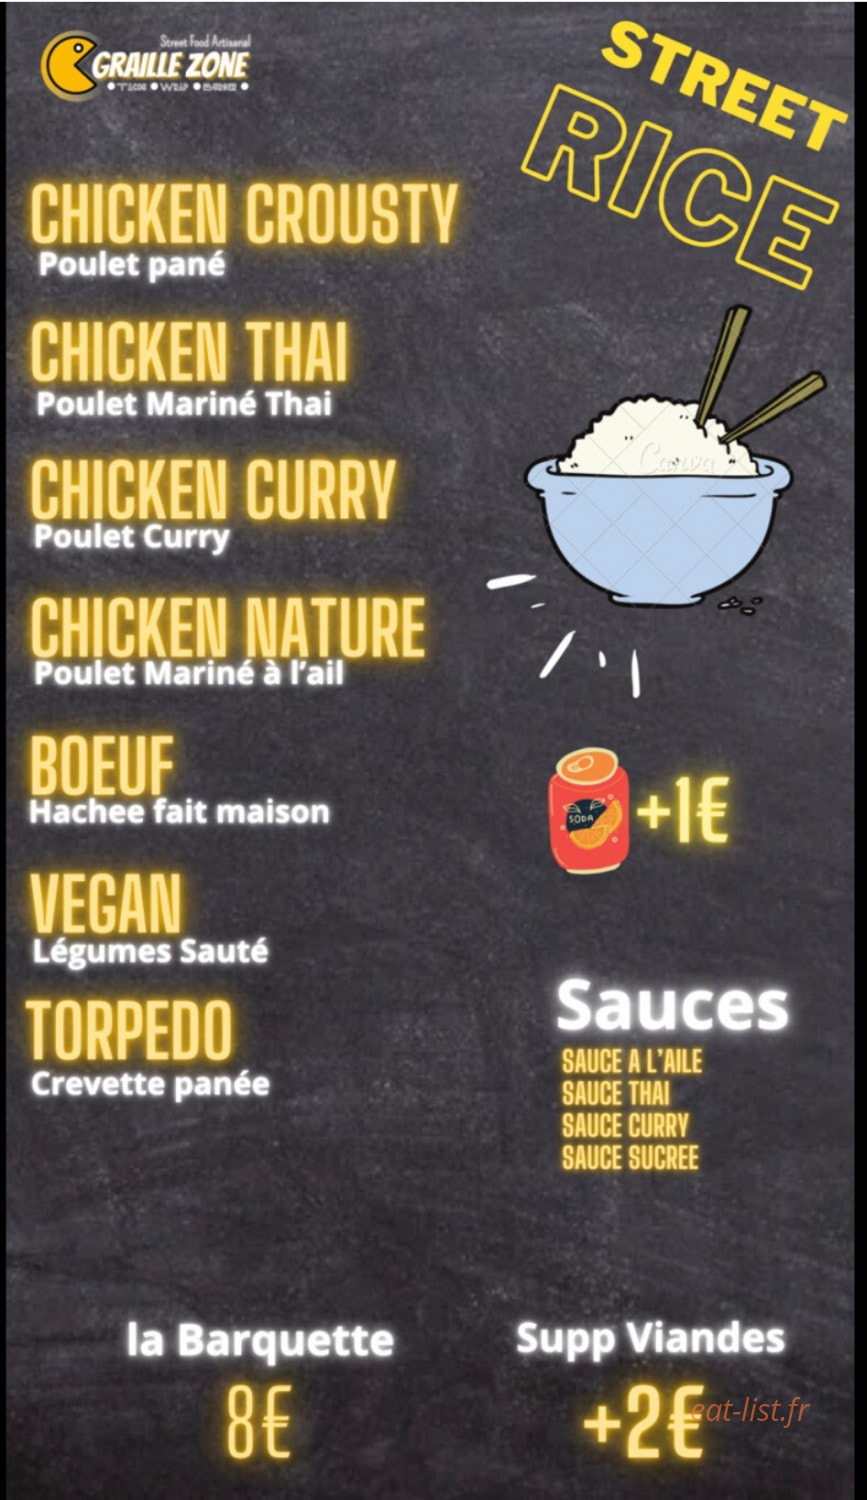 Street Food Artisanal
GRAILLE ZONE
• TACOS • WRAP • BURGER •
STREET
RICE
CHICKEN CROUSTY
Poulet pané
CHICKEN THAI
Poulet Mariné Thai
CHICKEN CURRY
Poulet Curry
CHICKEN NATURE
Poulet Mariné à l'ail
BOEUF
Hachee fait maison
VEGAN
Légumes Sauté
TORPEDO
Crevette panée
Canva
SODA
+1€
Sauces
SAUCE A L'AILE
SAUCE THAI
SAUCE CURRY
SAUCE SUCREE
la Barquette
8€
Supp Viandes
+2€
eat-list.fr